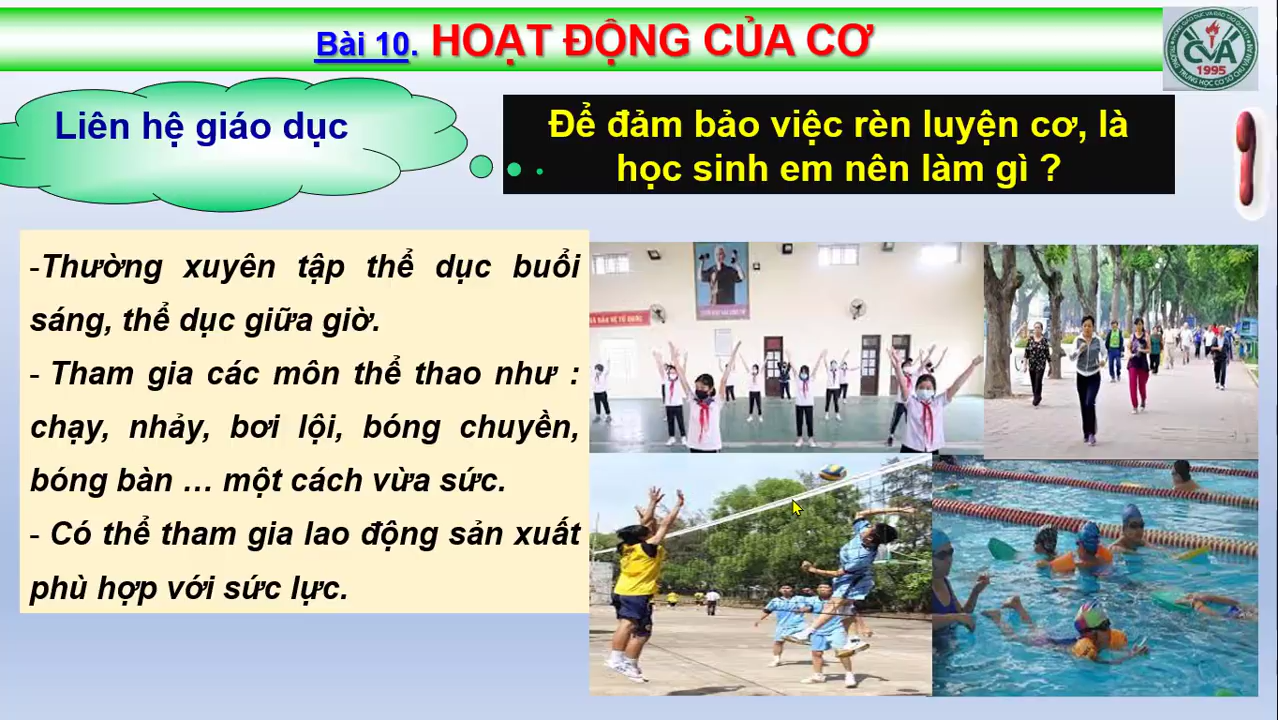 Bài 10. HOẠT ĐỘNG CỦA CƠ
CVA
1995
Liên hệ giáo dục
Để đảm bảo việc rèn luyện cơ, là
học sinh em nên làm gì ?
-Thường xuyên tập thể dục buổi
sáng, thể dục giữa giờ.
- Tham gia các môn thể thao như :
chạy, nhảy, bơi lội, bóng chuyền,
bóng bàn … một cách vừa sức.
- Có thể tham gia lao động sản xuất
phù hợp với sức lực.